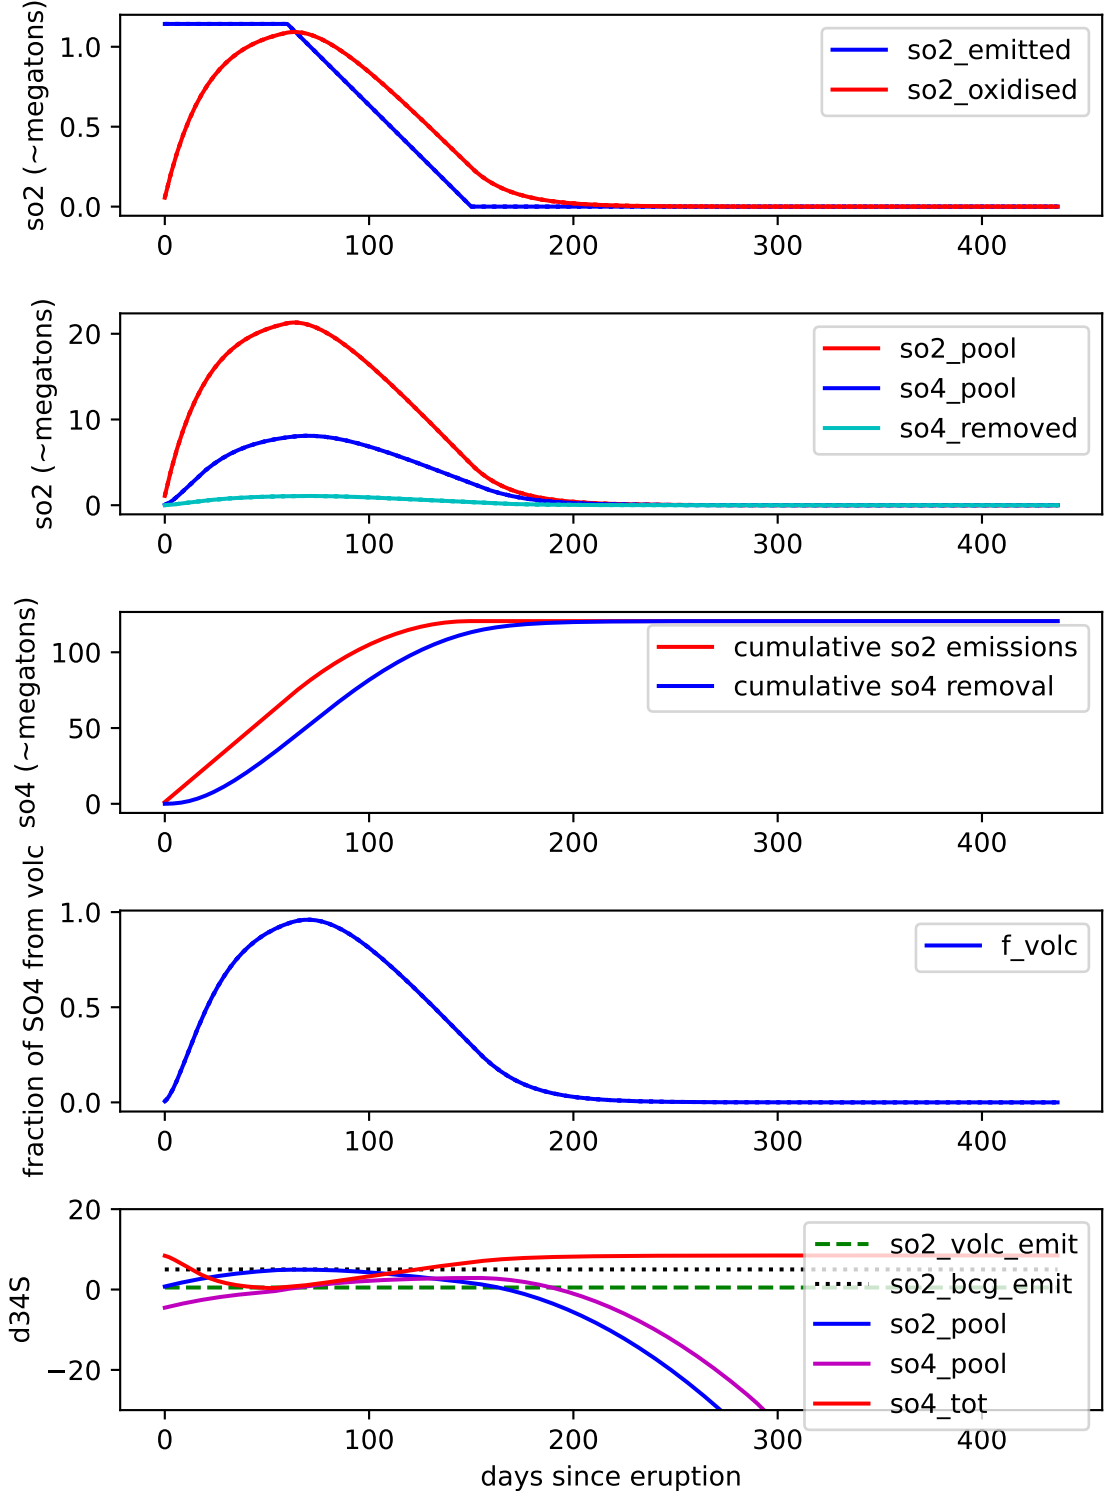 so2 (~megatons)
1.0
0.5
0.0
so2_emitted
so2_oxidised
0 100 200 300 400
so2 (~megatons)
20
10
0
so2_pool
so4_pool
so4_removed
0 100 200 300 400
so4 (~megatons)
100
50
0
cumulative so2 emissions
cumulative so4 removal
0 100 200 300 400
fraction of SO4 from volc
1.0
0.5
0.0
f_volc
0 100 200 300 400
d34S
20
0
−20
so2_volc_emit
so2_bcg_emit
so2_pool
so4_pool
so4_tot
0 100 200 300 400
days since eruption